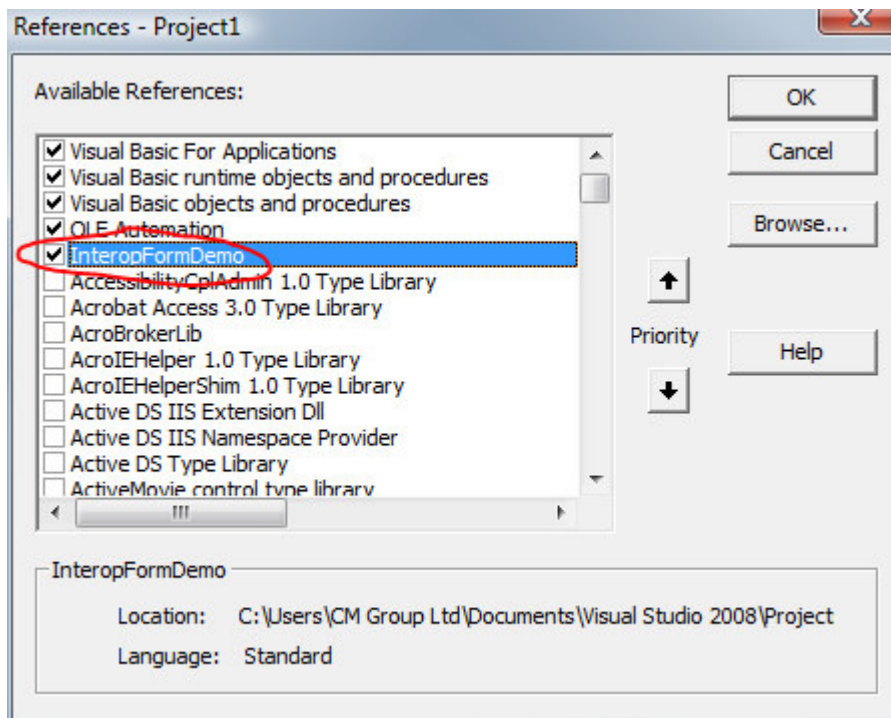 References - Project1
Available References:
Visual Basic For Applications
Visual Basic runtime objects and procedures
Visual Basic objects and procedures
OLE Automation
InteropFormDemo
AccessibilityCplAdmin 1.0 Type Library
Acrobat Access 3.0 Type Library
AcroBrokerLib
AcroIEHelper 1.0 Type Library
AcroIEHelperShim 1.0 Type Library
Active DS IIS Extension Dll
Active DS IIS Namespace Provider
Active DS Type Library
ActiveMovie control type library
OK
Cancel
Browse...
Priority
Help
InteropFormDemo
Location: C:\Users\CM Group Ltd\Documents\Visual Studio 2008\Project
Language: Standard